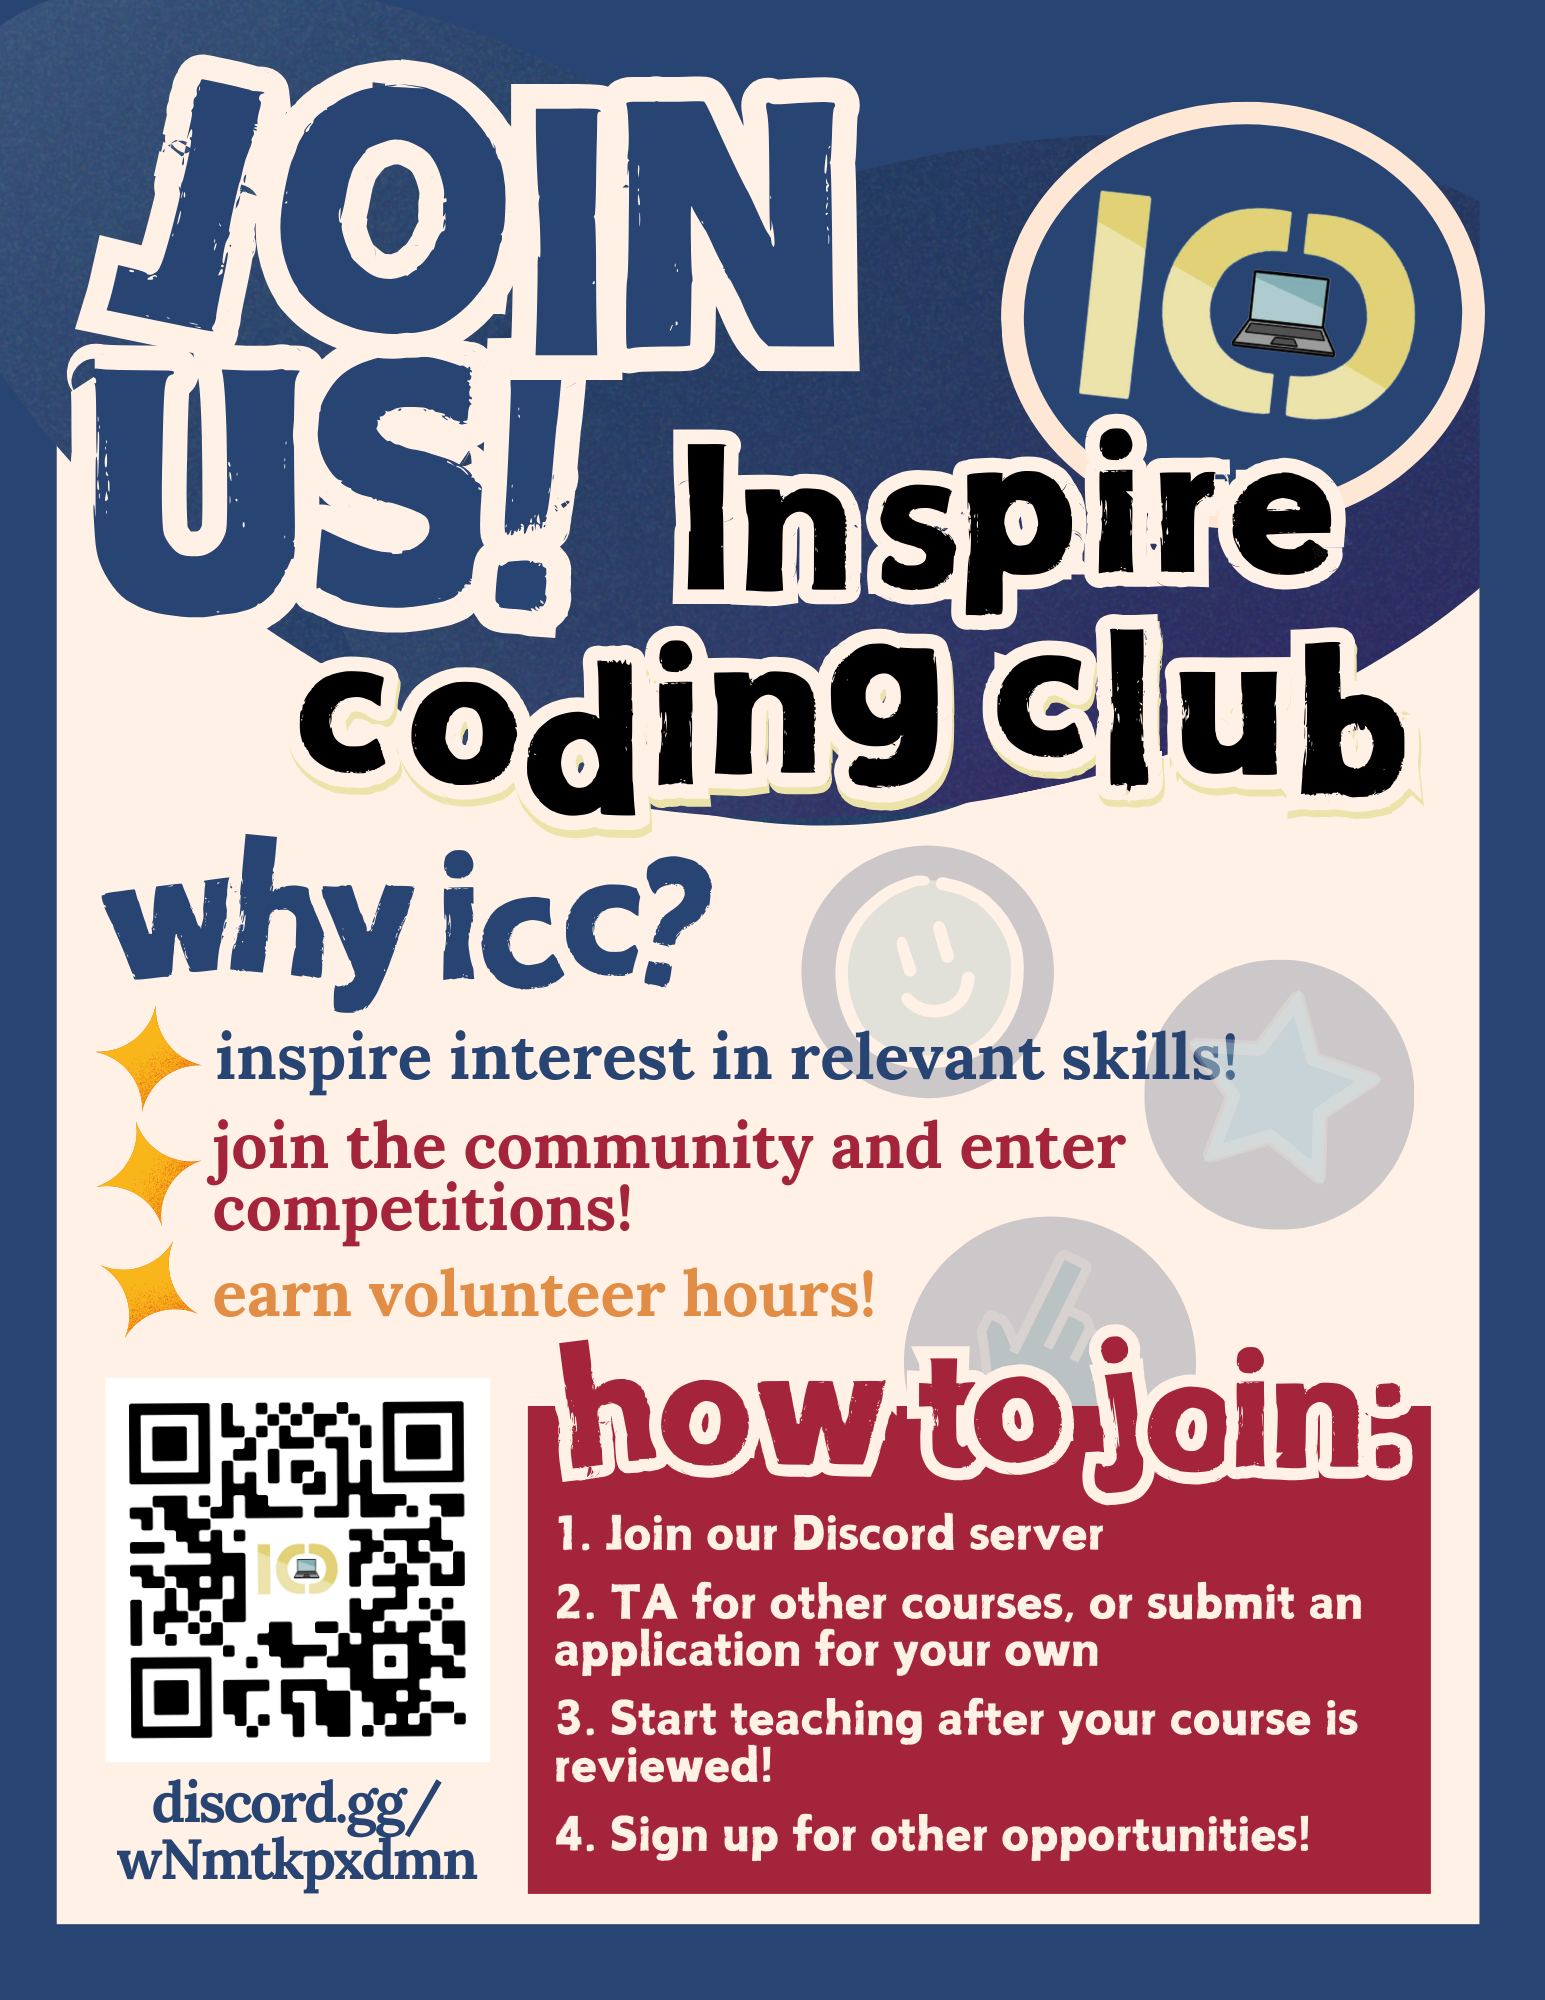 JOIN
US!
Inspire
coding club
why icc?
inspire interest in relevant skills!
join the community and enter
competitions!
earn volunteer hours!
how to join:
1. Join our Discord server
2. TA for other courses, or submit an
application for your own
3. Start teaching after your course is
reviewed!
4. Sign up for other opportunities!
discord.gg/
wNmtkpxdmn